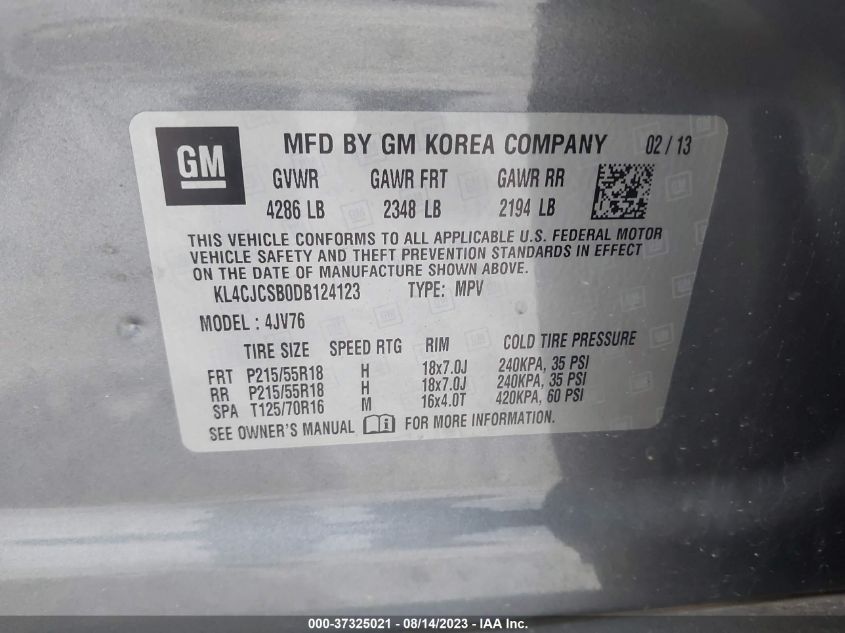 GM MFD BY GM KOREA COMPANY 02/13
GVWR GAWR FRT GAWR RR
4286 LB 2348 LB 2194 LB
THIS VEHICLE CONFORMS TO ALL APPLICABLE U.S. FEDERAL MOTOR
VEHICLE SAFETY AND THEFT PREVENTION STANDARDS IN EFFECT
ON THE DATE OF MANUFACTURE SHOWN ABOVE.
KL4CJCSB0DB124123 TYPE: MPV
MODEL: 4JV76
TIRE SIZE SPEED RTG RIM COLD TIRE PRESSURE
FRT P215/55R18 H 18x7.0J 240KPA, 35 PSI
RR P215/55R18 H 18x7.0J 240KPA, 35 PSI
SPA T125/70R16 M 16x4.0T 420KPA, 60 PSI
SEE OWNER'S MANUAL FOR MORE INFORMATION.
000-37325021 - 08/14/2023 - IAA Inc.